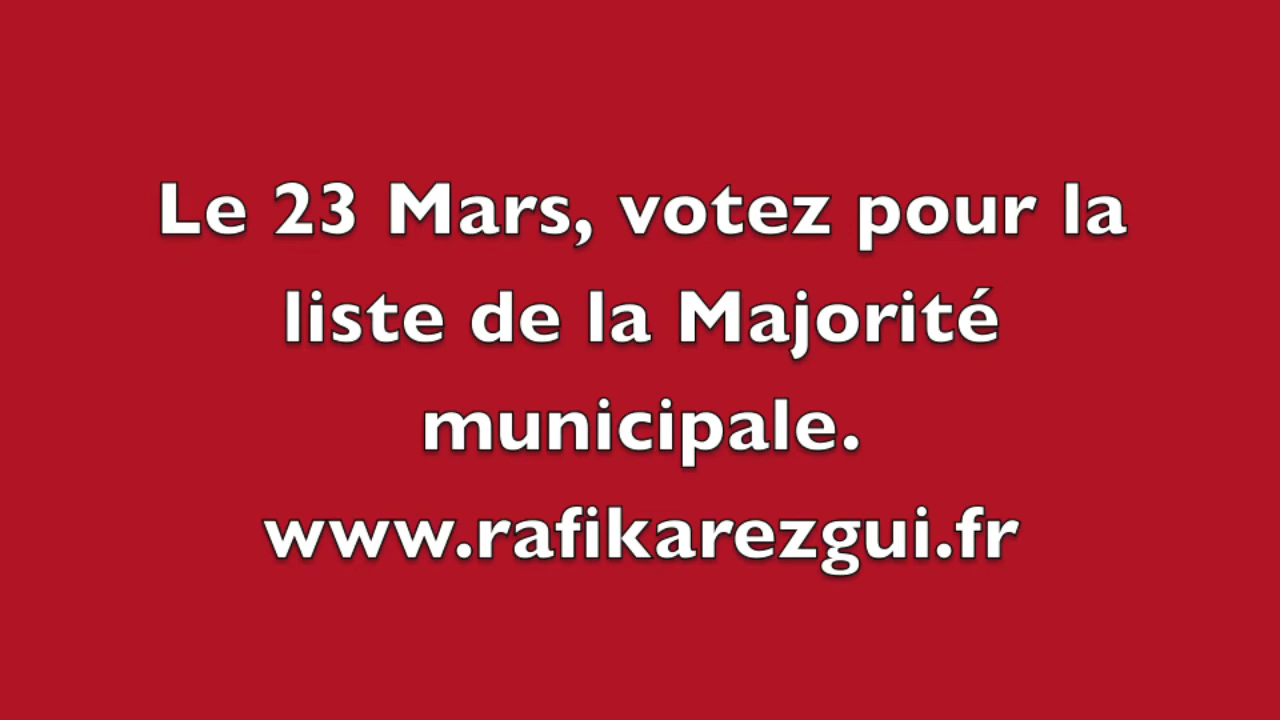 Le 23 Mars, votez pour la
liste de la Majorité
municipale.
www.rafikarezgui.fr